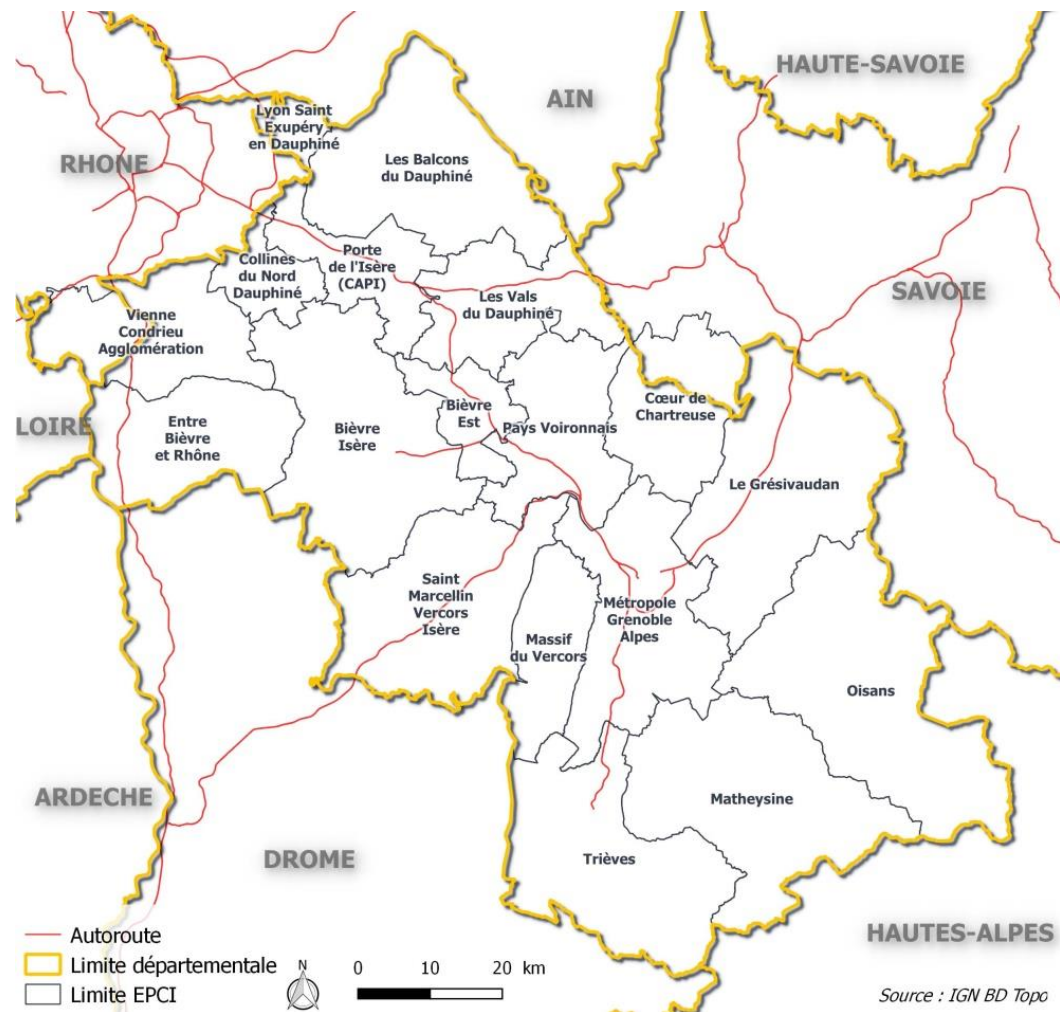 HAUTE-SAVOIE
AIN
Lyon Saint
Exupéry
en Dauphiné
RHONE
Les Balcons
du Dauphiné
Porte
de l'Isère
(CAPI)
Collines
du Nord
Dauphiné
SAVOIE
Les Vals
du Dauphiné
Vienne
Condrieu
Agglomération
Cœur de
Chartreuse
Bièvre
Est
LOIRE
Entre
Bièvre
et Rhône
Bièvre
Isère
Pays Voironnais
Le Grésivaudan
Saint
Marcellin
Vercors
Isère
Métropole
Grenoble
Alpes
Massif
du Vercors
Oisans
ARDECHE
Matheysine
DROME
Trièves
HAUTES-ALPES
Autoroute
Limite départementale
Limite EPCI
N
0 10 20 km
Source : IGN BD Topo